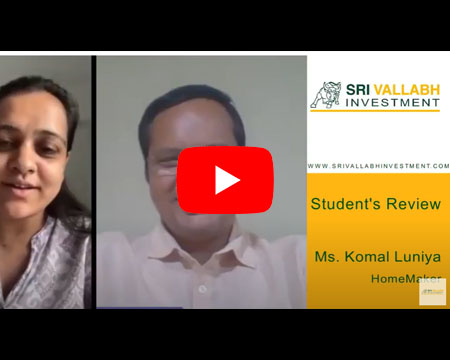 SRI VALLABH
INVESTMENT
WWW.SRIVALLABHINVESTMENT.COM
Student's Review
Ms. Komal Luniya
HomeMaker